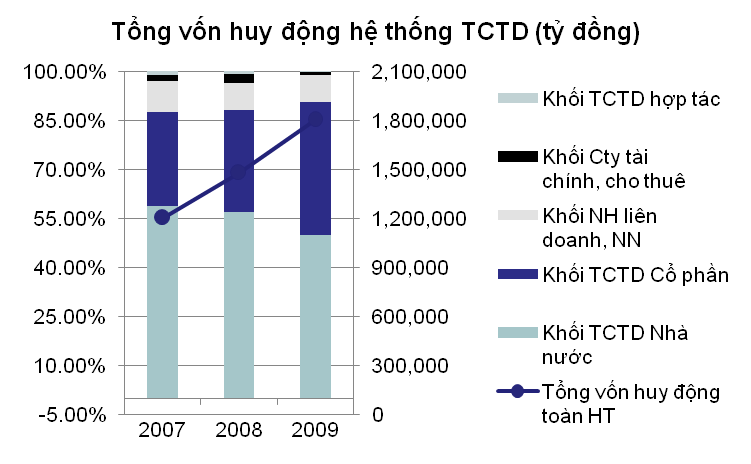 Tổng vốn huy động hệ thống TCTD (tỷ đồng)
100.00%
85.00%
70.00%
55.00%
40.00%
25.00%
10.00%
-5.00%
2,100,000
1,800,000
1,500,000
1,200,000
900,000
600,000
300,000
0
2007
2008
2009
Khối TCTD hợp tác
Khối Cty tài
chính, cho thuê
Khối NH liên
doanh, NN
Khối TCTD Cổ phần
Khối TCTD Nhà
nước
Tổng vốn huy động
toàn HT